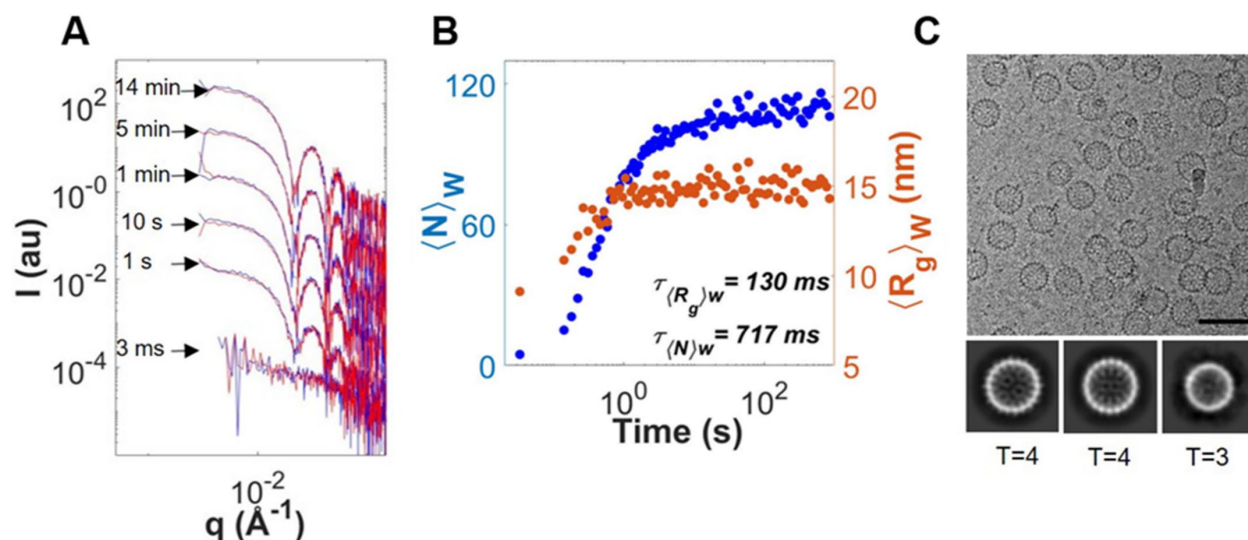 A
I (au)
10^2
10^-0
10^-2
10^-4
14 min
5 min
1 min
10 s
1 s
3 ms
10^-2
q (Å^-1)
B
⟨N⟩W
120
60
0
τ⟨Rg⟩w = 130 ms
τ⟨N⟩w = 717 ms
10^0
10^2
Time (s)
20
15
10
5
⟨Rg⟩W (nm)
C
T=4
T=4
T=3